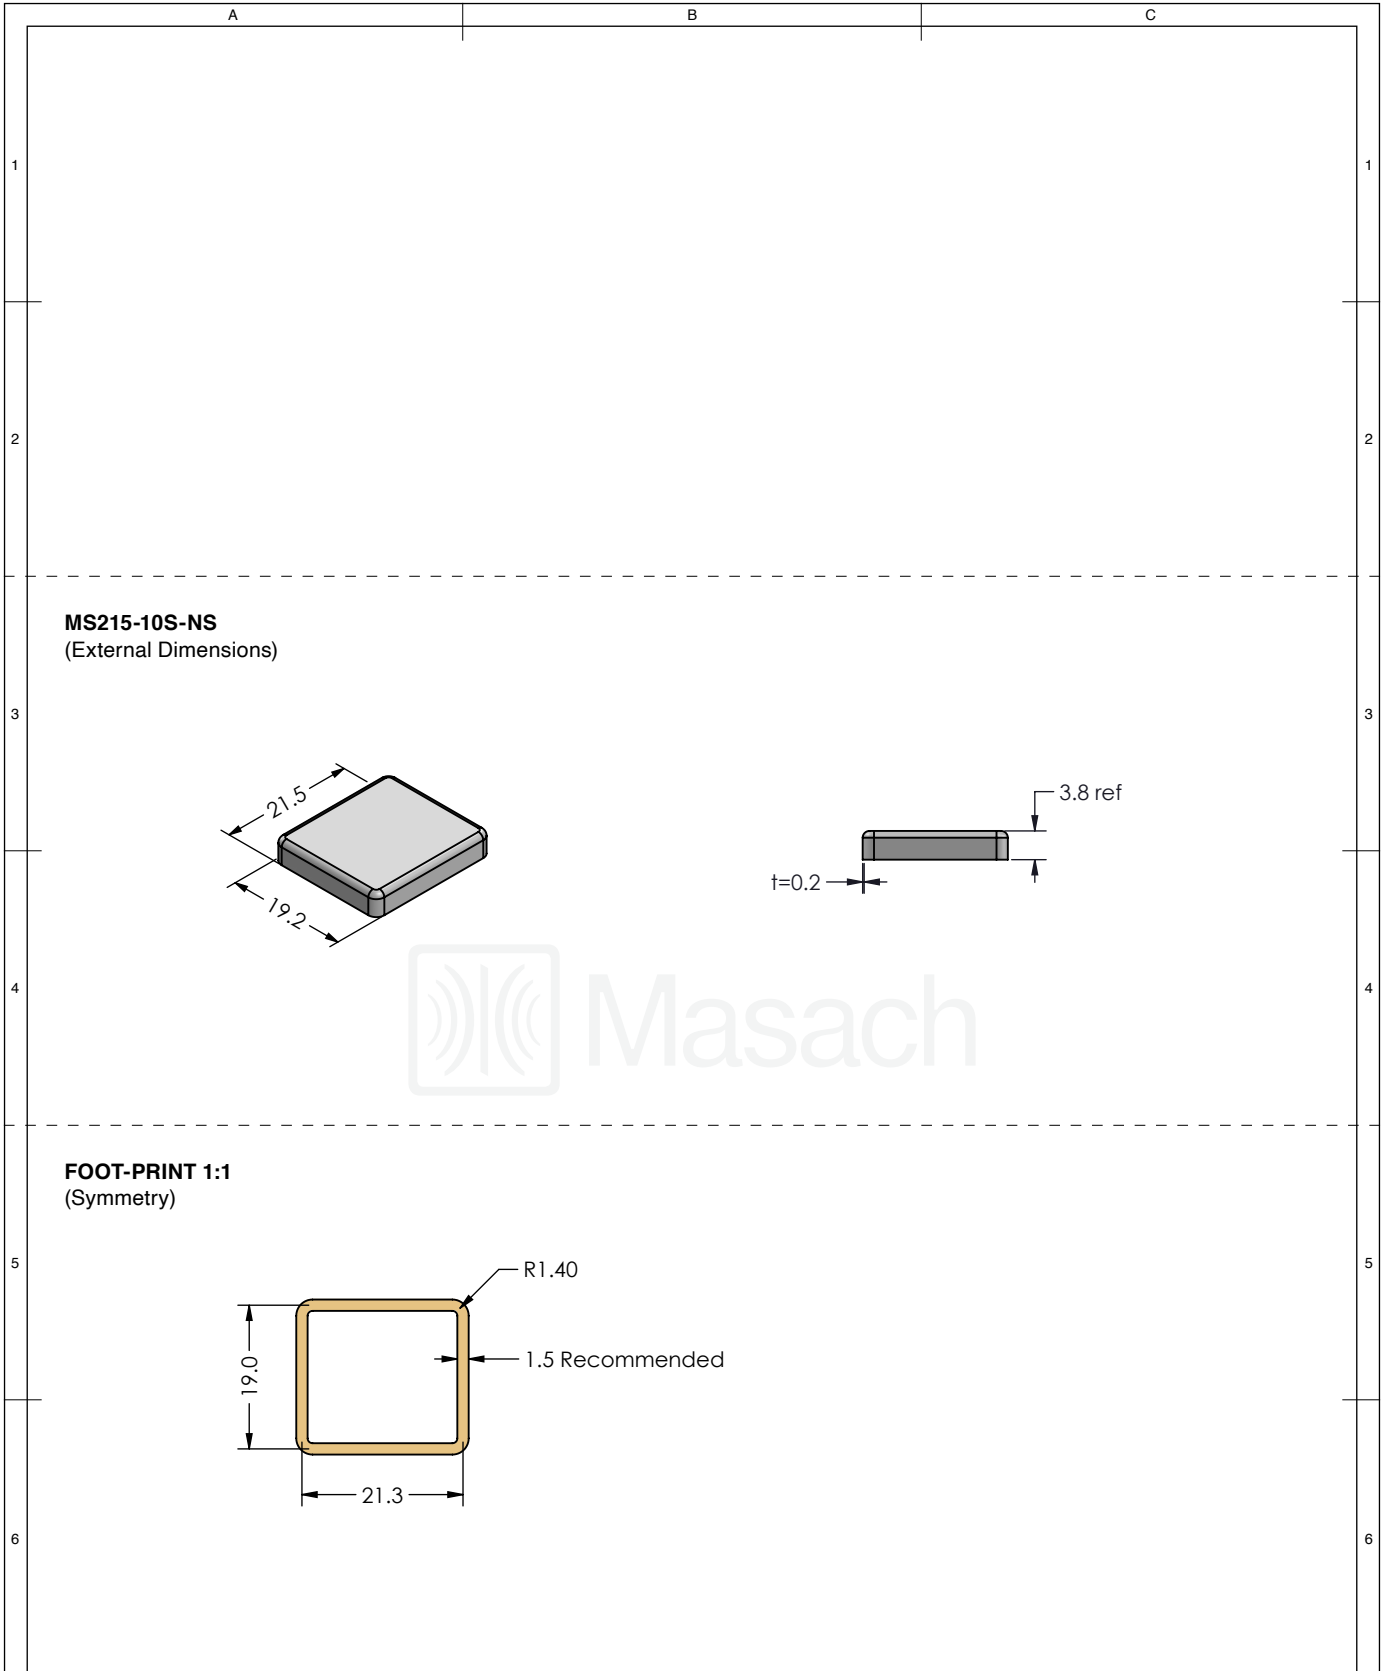 A B C
1 1
2 2
MS215-10S-NS
(External Dimensions)
3 3
21.5
3.8 ref
t=0.2
19.2
Masach
4 4
FOOT-PRINT 1:1
(Symmetry)
5 5
R1.40
1.5 Recommended
19.0
21.3
6 6